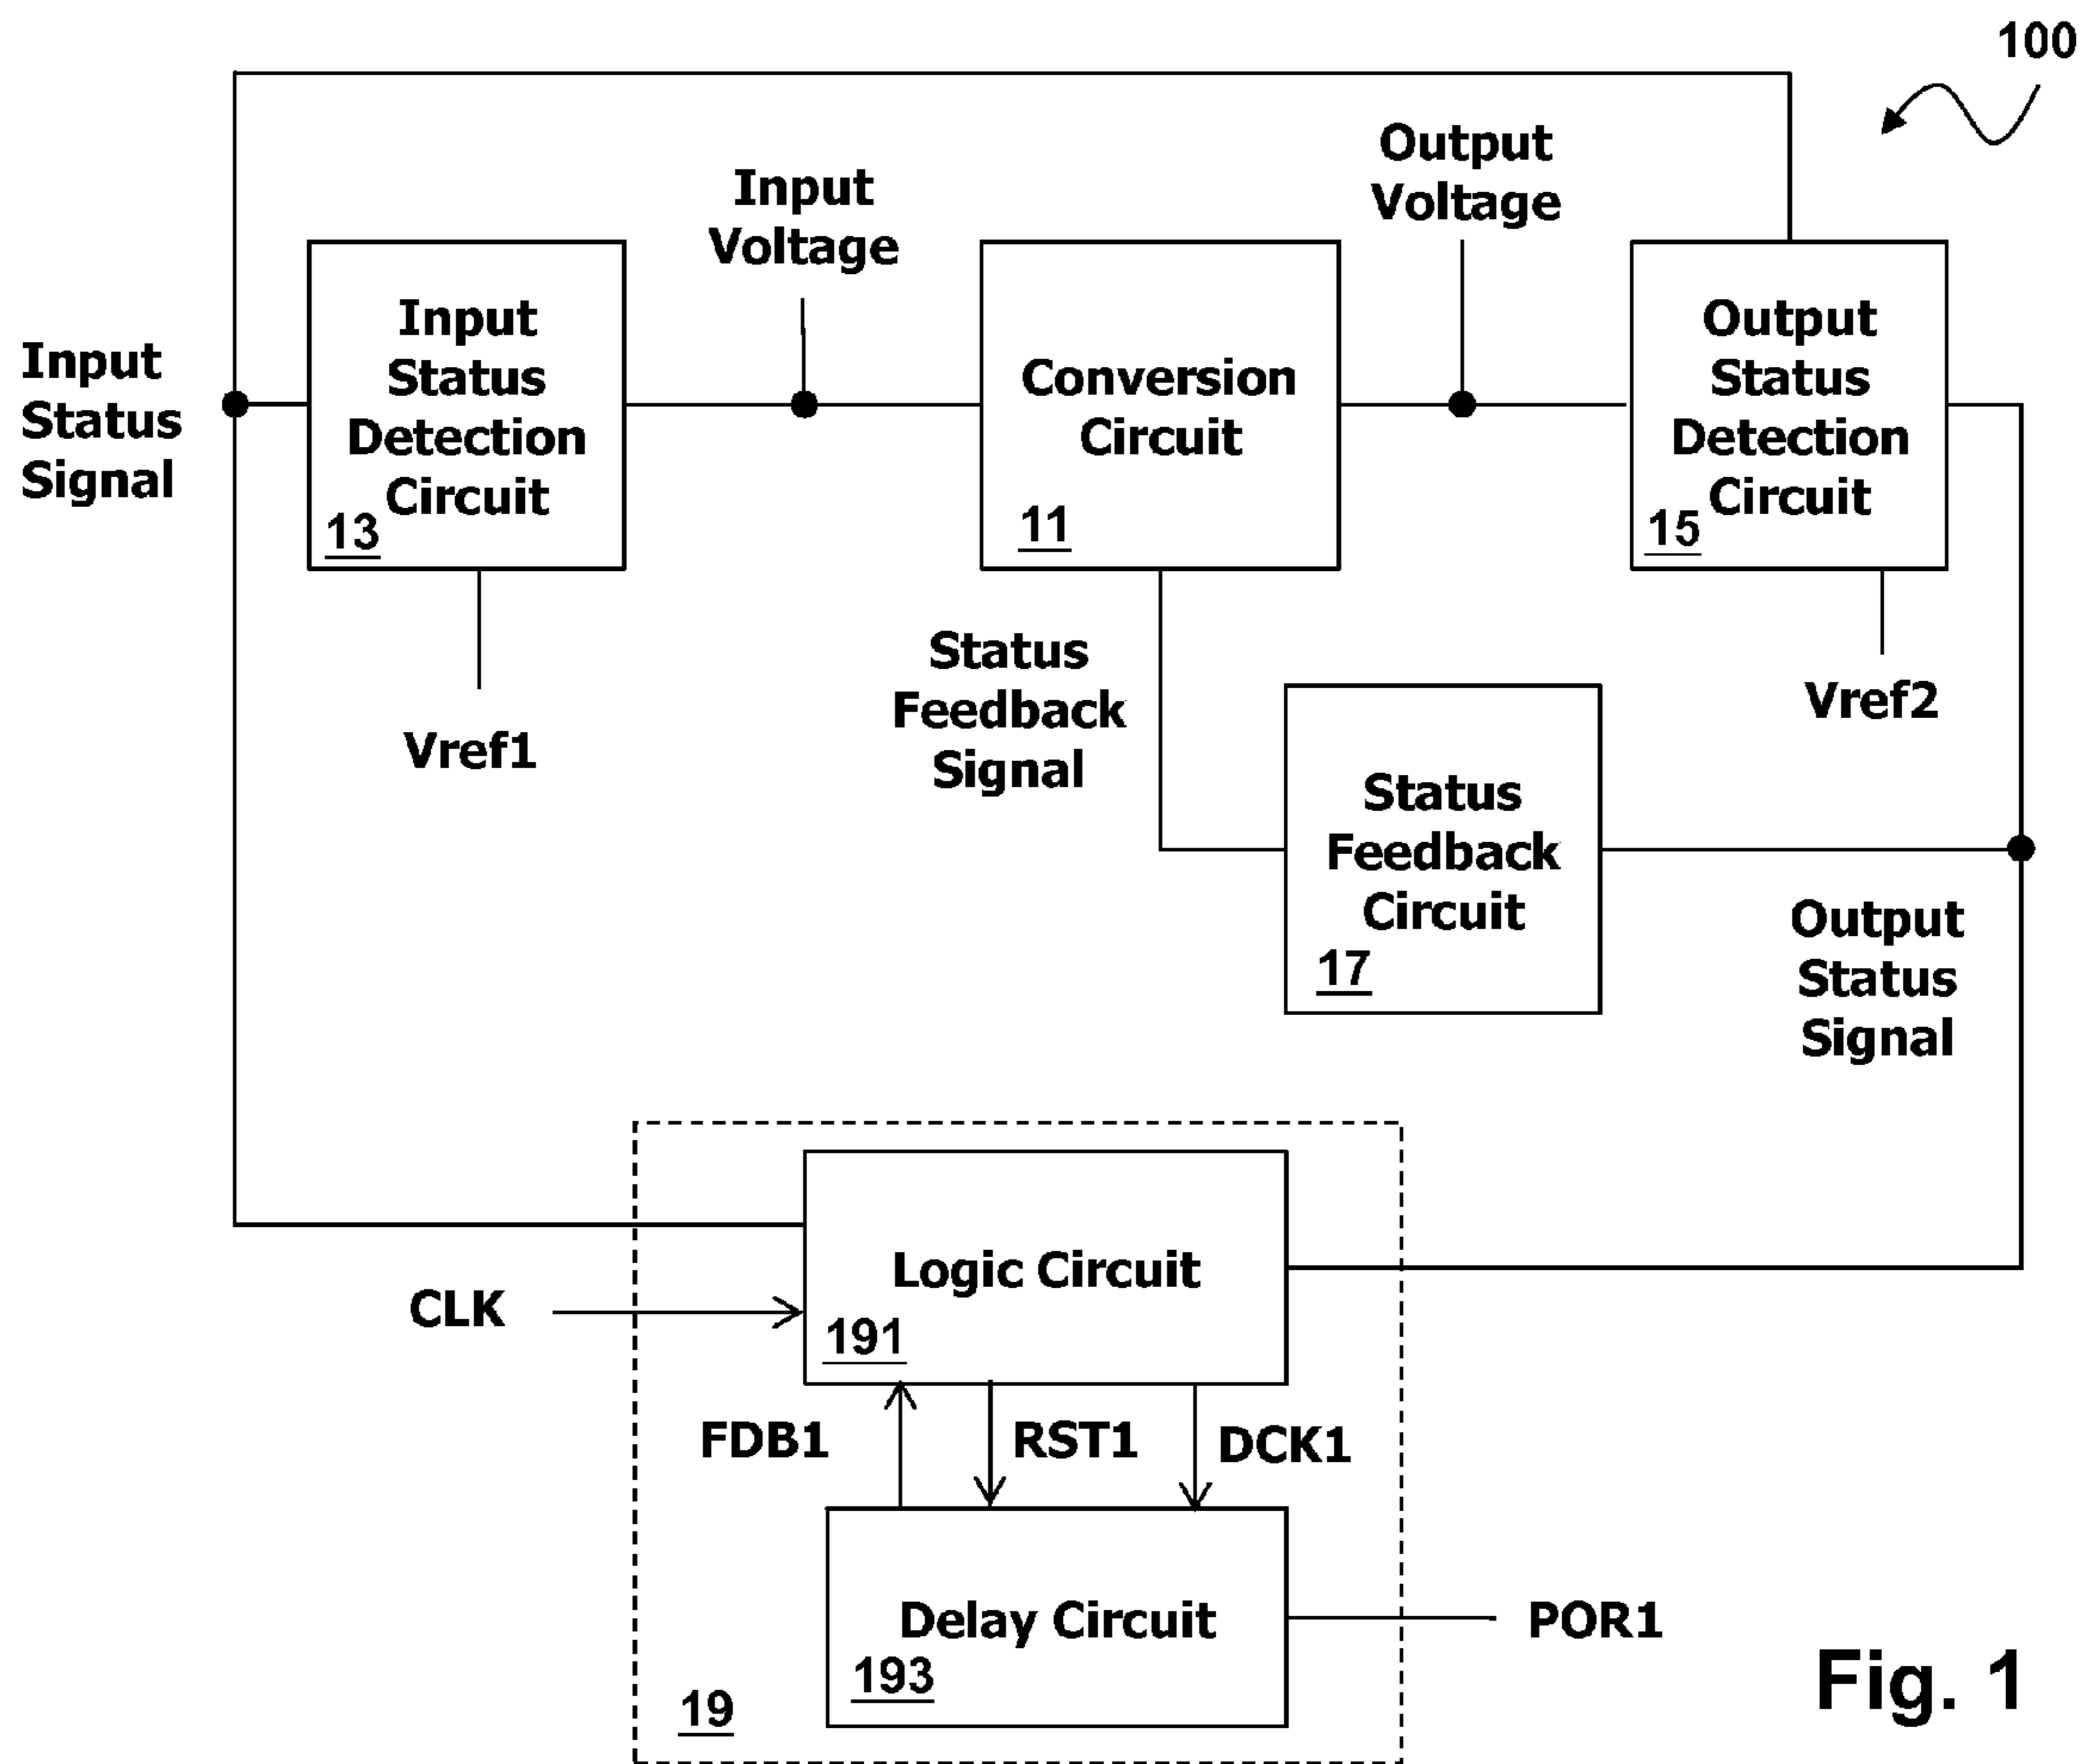 100
Output
Voltage
Input
Voltage
Input
Status
Signal
Input
Status
Detection
Circuit
13
Conversion
Circuit
11
Output
Status
Detection
Circuit
15
Vref1
Vref2
Status
Feedback
Signal
Status
Feedback
Circuit
17
Output
Status
Signal
Logic Circuit
191
CLK
FDB1
RST1
DCK1
Delay Circuit
193
POR1
19
Fig. 1